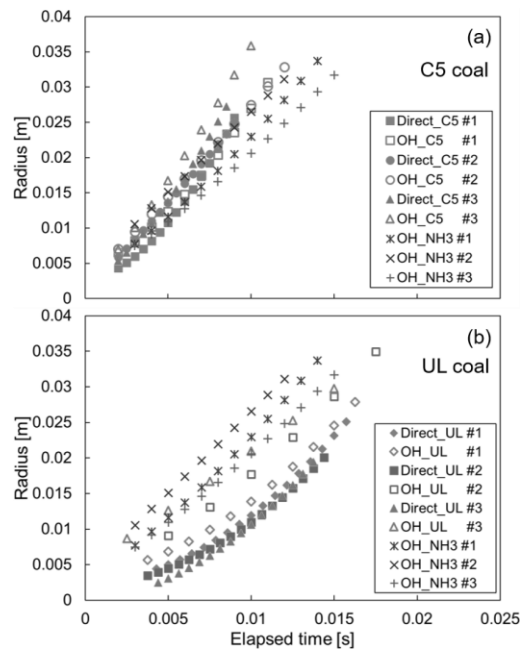 0.04
(a)
0.035
C5 coal
0.03
0.025
Direct_C5 #1
OH_C5 #1
Direct_C5 #2
OH_C5 #2
Direct_C5 #3
OH_C5 #3
OH_NH3 #1
OH_NH3 #2
OH_NH3 #3
Radius [m]
0.02
0.015
0.01
0.005
0
0.04
(b)
0.035
UL coal
0.03
0.025
Direct_UL #1
OH_UL #1
Direct_UL #2
OH_UL #2
Direct_UL #3
OH_UL #3
OH_NH3 #1
OH_NH3 #2
OH_NH3 #3
Radius [m]
0.02
0.015
0.01
0.005
0
0 0.005 0.01 0.015 0.02 0.025
Elapsed time [s]